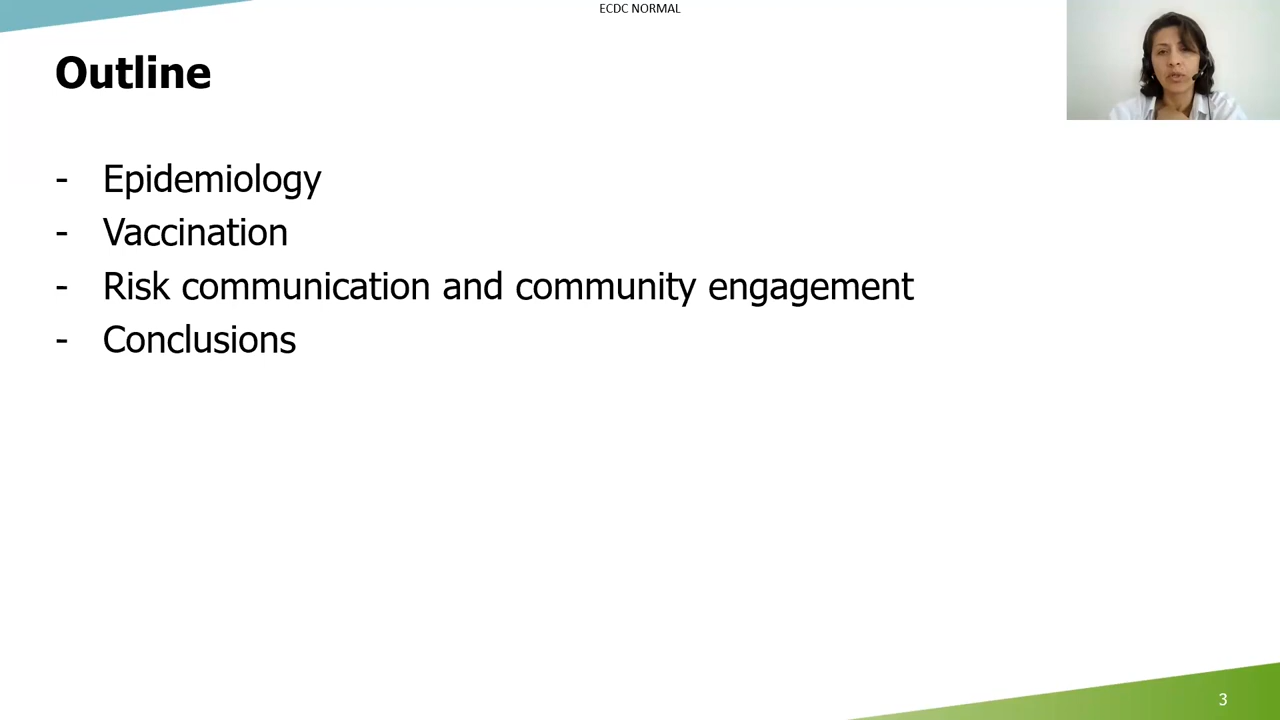 ECDC NORMAL
Outline
- Epidemiology
- Vaccination
- Risk communication and community engagement
- Conclusions
3